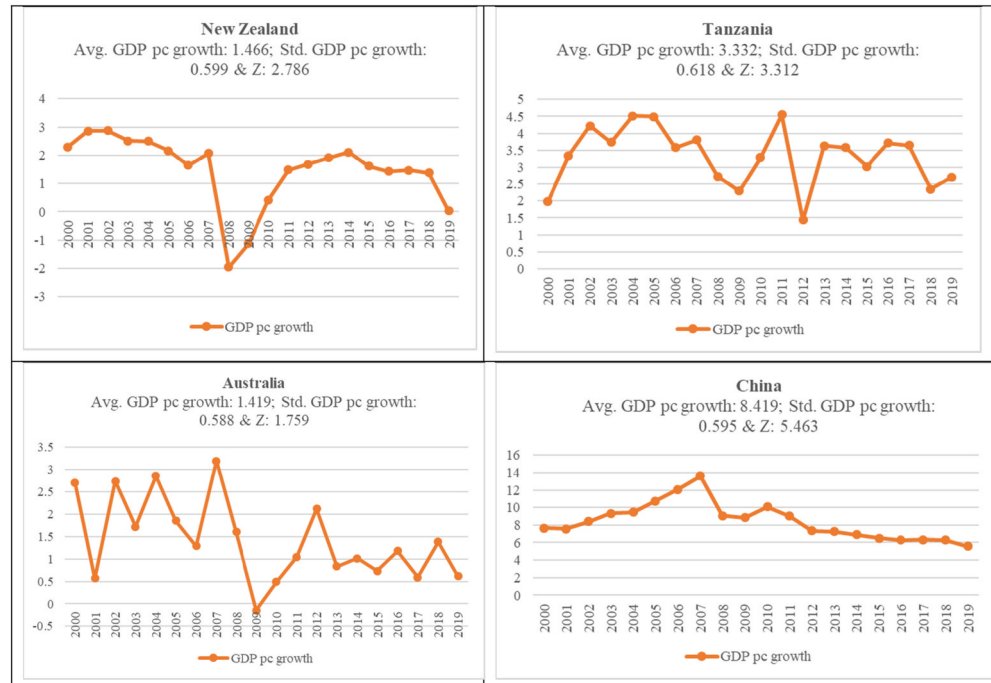 New Zealand
Avg. GDP pc growth: 1.466; Std. GDP pc growth:
0.599 & Z: 2.786
4
3
2
1
0
-1
-2
-3
2000 2001 2002 2003 2004 2005 2006 2007 2008 2009 2010 2011 2012 2013 2014 2015 2016 2017 2018 2019
GDP pc growth
Tanzania
Avg. GDP pc growth: 3.332; Std. GDP pc growth:
0.618 & Z: 3.312
5
4.5
4
3.5
3
2.5
2
1.5
1
0.5
0
2000 2001 2002 2003 2004 2005 2006 2007 2008 2009 2010 2011 2012 2013 2014 2015 2016 2017 2018 2019
GDP pc growth
Australia
Avg. GDP pc growth: 1.419; Std. GDP pc growth:
0.588 & Z: 1.759
3.5
3
2.5
2
1.5
1
0.5
0
-0.5
2000 2001 2002 2003 2004 2005 2006 2007 2008 2009 2010 2011 2012 2013 2014 2015 2016 2017 2018 2019
GDP pc growth
China
Avg. GDP pc growth: 8.419; Std. GDP pc growth:
0.595 & Z: 5.463
16
14
12
10
8
6
4
2
0
2000 2001 2002 2003 2004 2005 2006 2007 2008 2009 2010 2011 2012 2013 2014 2015 2016 2017 2018 2019
GDP pc growth